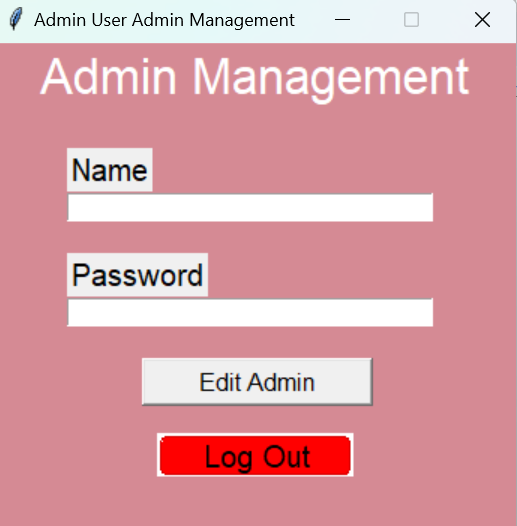 Admin User Admin Management
Admin Management
Name
Password
Edit Admin
Log Out